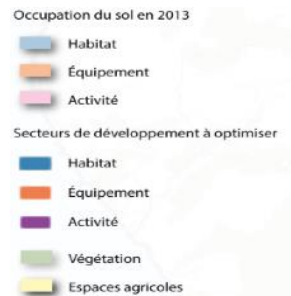 Occupation du sol en 2013
Habitat
Équipement
Activité
Secteurs de développement à optimiser
Habitat
Équipement
Activité
Végétation
Espaces agricoles